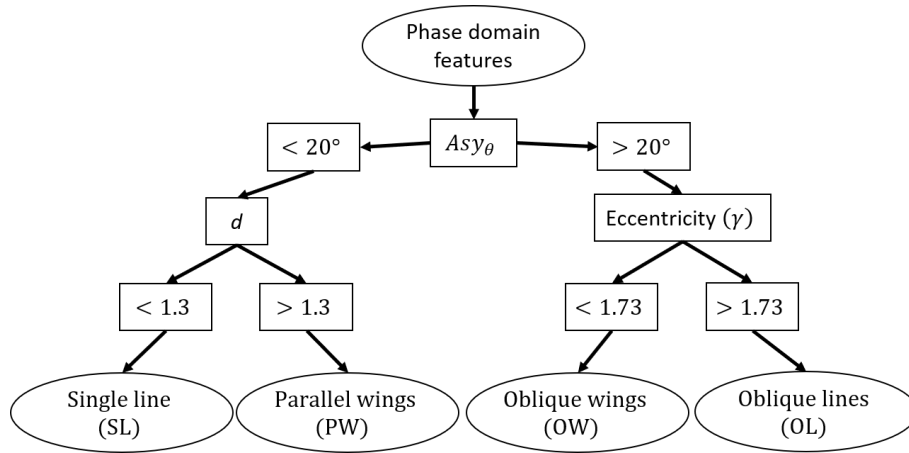 Phase domain
features
< 20°
Asy_θ
> 20°
d
Eccentricity (γ)
< 1.3
> 1.3
< 1.73
> 1.73
Single line
(SL)
Parallel wings
(PW)
Oblique wings
(OW)
Oblique lines
(OL)